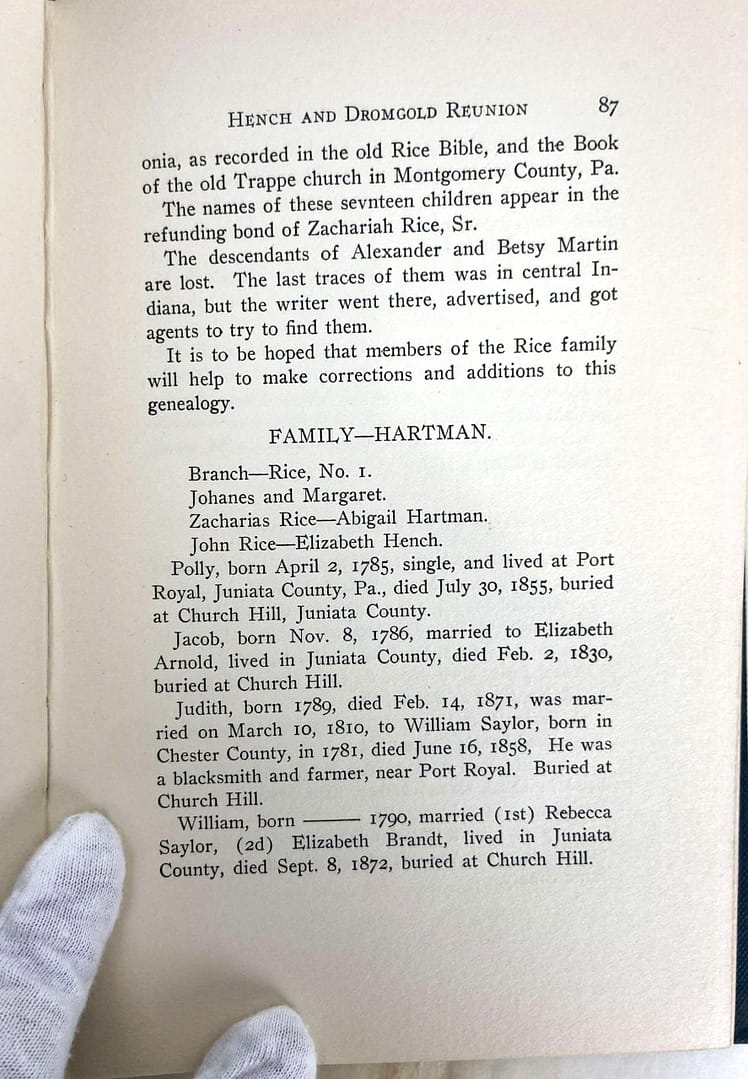 HENCH AND DROMGOLD REUNION 87
onia, as recorded in the old Rice Bible, and the Book
of the old Trappe church in Montgomery County, Pa.
The names of these sevnteen children appear in the
refunding bond of Zachariah Rice, Sr.
The descendants of Alexander and Betsy Martin
are lost. The last traces of them was in central In-
diana, but the writer went there, advertised, and got
agents to try to find them.
It is to be hoped that members of the Rice family
will help to make corrections and additions to this
genealogy.
FAMILY—HARTMAN.
Branch—Rice, No. 1.
Johanes and Margaret.
Zacharias Rice—Abigail Hartman.
John Rice—Elizabeth Hench.
Polly, born April 2, 1785, single, and lived at Port
Royal, Juniata County, Pa., died July 30, 1855, buried
at Church Hill, Juniata County.
Jacob, born Nov. 8, 1786, married to Elizabeth
Arnold, lived in Juniata County, died Feb. 2, 1830,
buried at Church Hill.
Judith, born 1789, died Feb. 14, 1871, was mar-
ried on March 10, 1810, to William Saylor, born in
Chester County, in 1781, died June 16, 1858, He was
a blacksmith and farmer, near Port Royal. Buried at
Church Hill.
William, born ——— 1790, married (1st) Rebecca
Saylor, (2d) Elizabeth Brandt, lived in Juniata
County, died Sept. 8, 1872, buried at Church Hill.